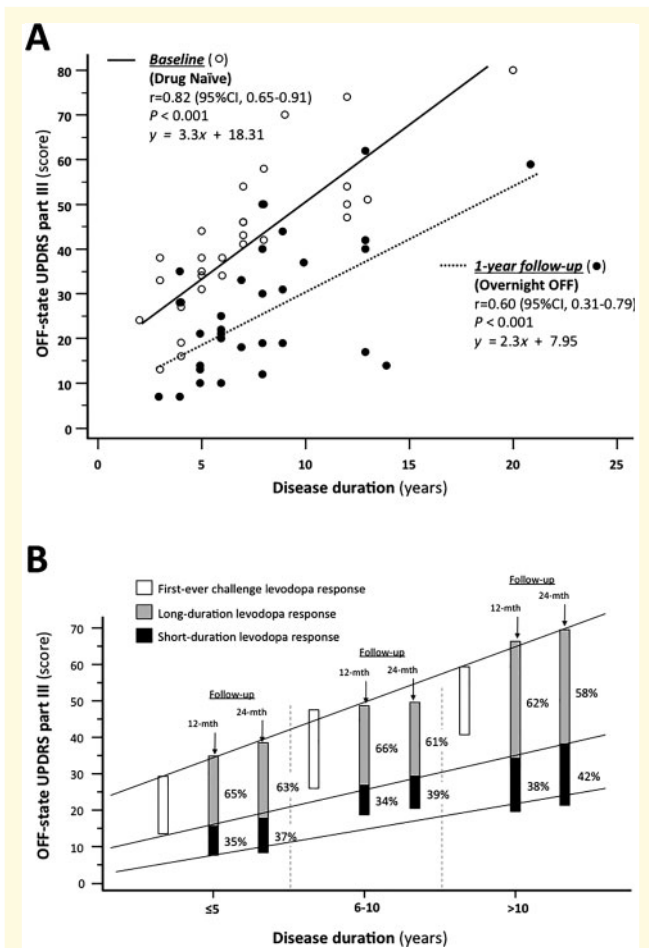 A
Baseline (○)
(Drug Naïve)
r=0.82 (95%CI, 0.65-0.91)
P < 0.001
y = 3.3x + 18.31
1-year follow-up (●)
(Overnight OFF)
r=0.60 (95%CI, 0.31-0.79)
P < 0.001
y = 2.3x + 7.95
OFF-state UPDRS part III (score)
80
70
60
50
40
30
20
10
0
0 5 10 15 20 25
Disease duration (years)
B
First-ever challenge levodopa response
Long-duration levodopa response
Short-duration levodopa response
Follow-up
12-mth
24-mth
Follow-up
12-mth
24-mth
Follow-up
12-mth
24-mth
OFF-state UPDRS part III (score)
70
60
50
40
30
20
10
0
65% 63%
35% 37%
66% 61%
34% 39%
62% 58%
38% 42%
≤5 6-10 >10
Disease duration (years)